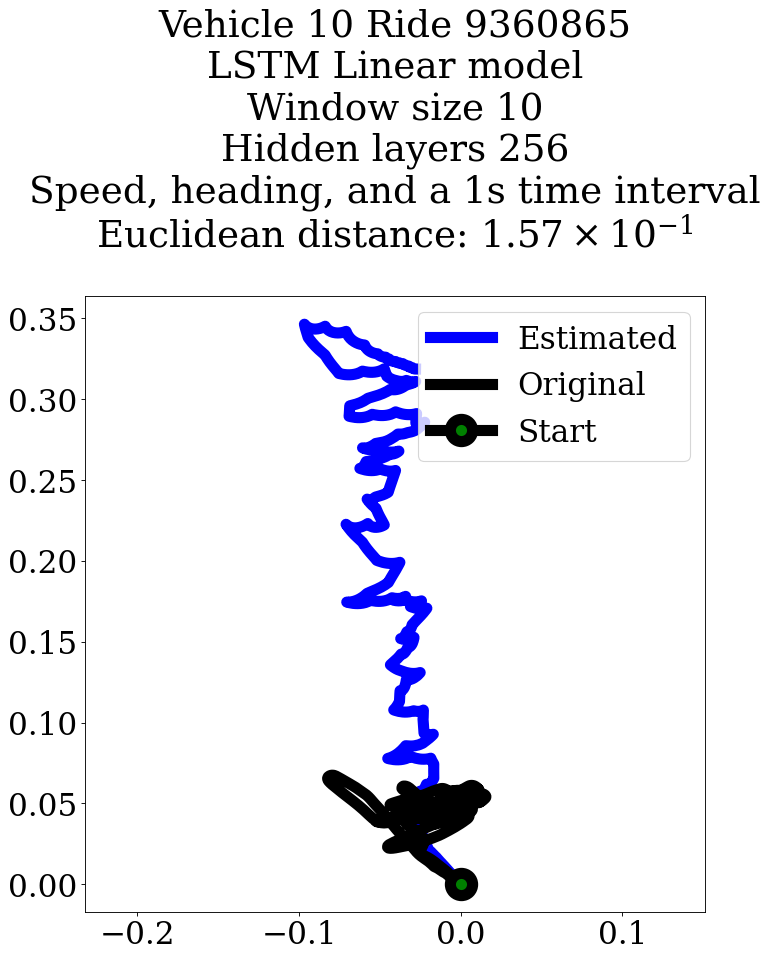 Vehicle 10 Ride 9360865
LSTM Linear model
Window size 10
Hidden layers 256
Speed, heading, and a 1s time interval
Euclidean distance: 1.57 × 10⁻¹
0.35
0.30
0.25
0.20
0.15
0.10
0.05
0.00
Estimated
Original
Start
−0.2
−0.1
0.0
0.1